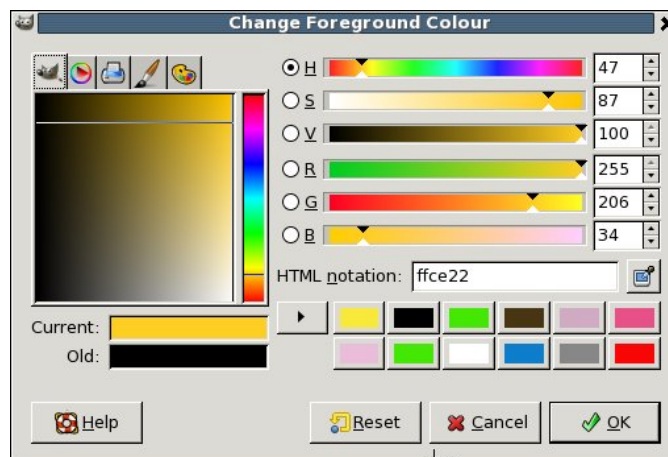 Change Foreground Colour
H 47
S 87
V 100
R 255
G 206
B 34
HTML notation: ffce22
Current:
Old:
Help Reset Cancel OK